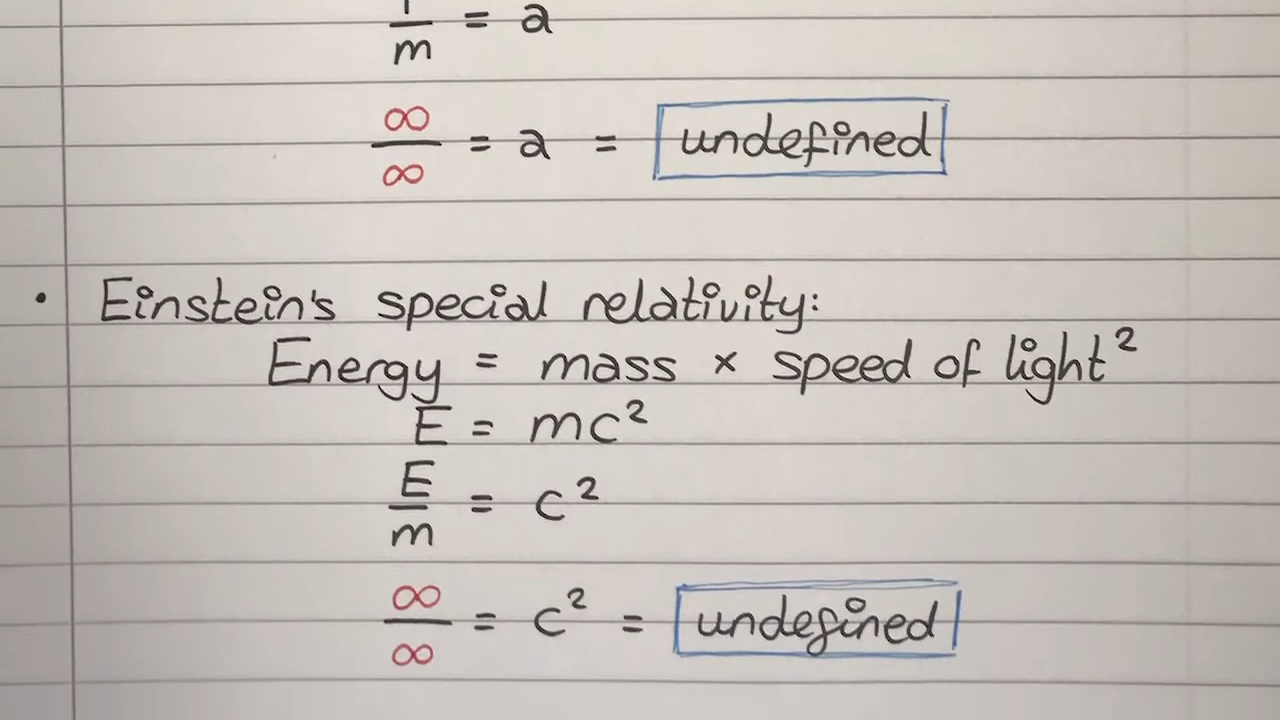 /m = a
∞/∞ = a = undefined
• Einstein's special relativity:
Energy = mass × speed of light²
E = mc²
E/m = c²
∞/∞ = c² = undefined